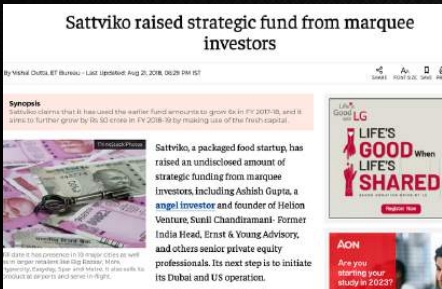 Sattviko raised strategic fund from marquee
investors
By Vishal Dutta, ET Bureau - Last Updated: Aug 21, 2018, 06:29 PM IST
SHARE FONT SIZE SAVE
Synopsis
Sattviko claims that it has used the earlier fund amounts to grow 6x in FY 2017-18, and it
aims to further grow by Rs 50 crore in FY 2018-19 by making use of the fresh capital.
ThinkStock Photos
Till date it has presence in 10 major cities as well
as in larger retailers like Big Bazaar, More,
Hypercity, Easyday, Spar and Metro. It also sells its
product at airports and serve in-flight.
Sattviko, a packaged food startup, has
raised an undisclosed amount of
strategic funding from marquee
investors, including Ashish Gupta, a
angel investor and founder of Helion
Venture, Sunil Chandiramani- Former
India Head, Ernst & Young Advisory,
and others senior private equity
professionals. Its next step is to initiate
its Dubai and US operation.
Life's
Good
LG
LIFE'S
GOOD When
LIFE'S
SHARED
Register Now
AON
Are you
starting your
study in 2023?